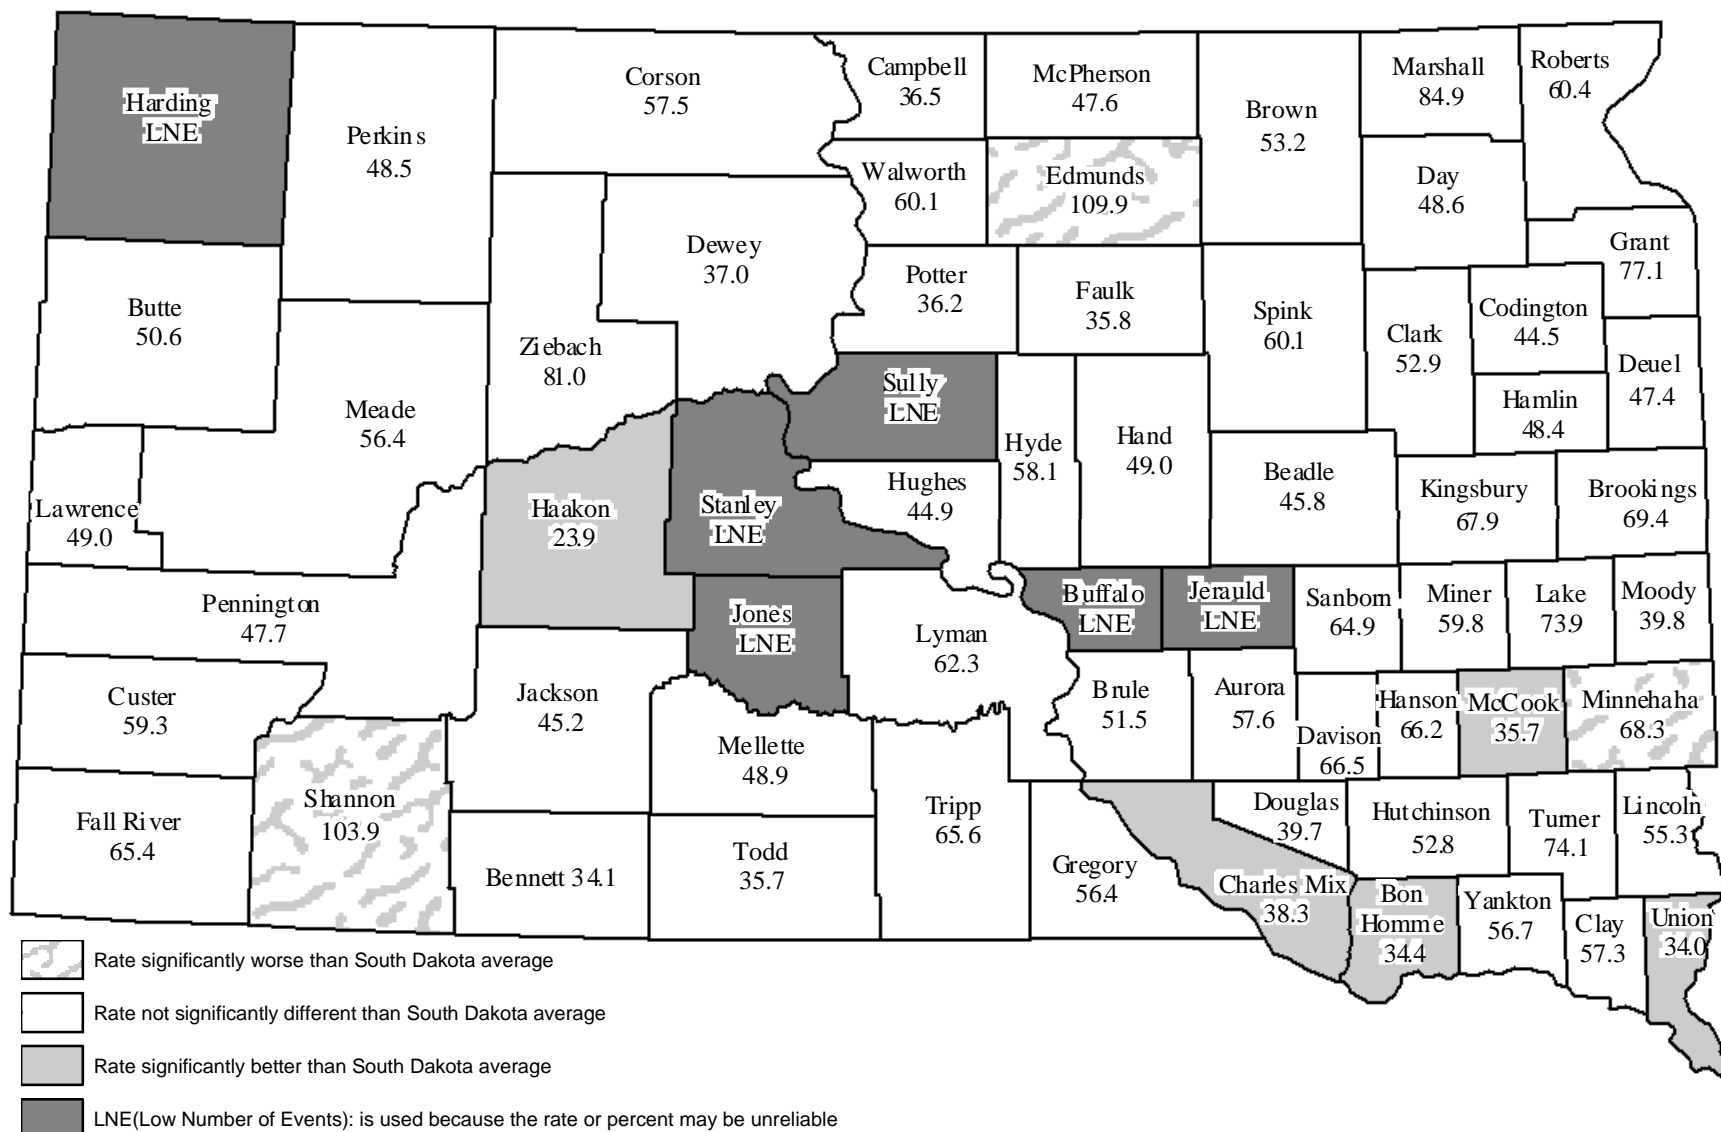 Harding
LNE
Perkins
48.5
Corson
57.5
Campbell
36.5
McPherson
47.6
Brown
53.2
Marshall
84.9
Roberts
60.4
Walworth
60.1
Edmunds
109.9
Day
48.6
Grant
77.1
Dewey
37.0
Potter
36.2
Faulk
35.8
Spink
60.1
Codington
44.5
Clark
52.9
Deuel
47.4
Hamlin
48.4
Butte
50.6
Ziebach
81.0
Meade
56.4
Sully
LNE
Hyde
58.1
Hand
49.0
Beadle
45.8
Kingsbury
67.9
Brookings
69.4
Lawrence
49.0
Haakon
23.9
Stanley
LNE
Hughes
44.9
Pennington
47.7
Jones
LNE
Lyman
62.3
Buffalo
LNE
Jerauld
LNE
Sanborn
64.9
Miner
59.8
Lake
73.9
Moody
39.8
Custer
59.3
Jackson
45.2
Mellette
48.9
Brule
51.5
Aurora
57.6
Davison
66.5
Hanson
66.2
McCook
35.7
Minnehaha
68.3
Fall River
65.4
Shannon
103.9
Bennett 34.1
Todd
35.7
Tripp
65.6
Gregory
56.4
Douglas
39.7
Hutchinson
52.8
Turner
74.1
Lincoln
55.3
Charles Mix
38.3
Bon
Homme
34.4
Yankton
56.7
Clay
57.3
Union
34.0
Rate significantly worse than South Dakota average
Rate not significantly different than South Dakota average
Rate significantly better than South Dakota average
LNE(Low Number of Events): is used because the rate or percent may be unreliable